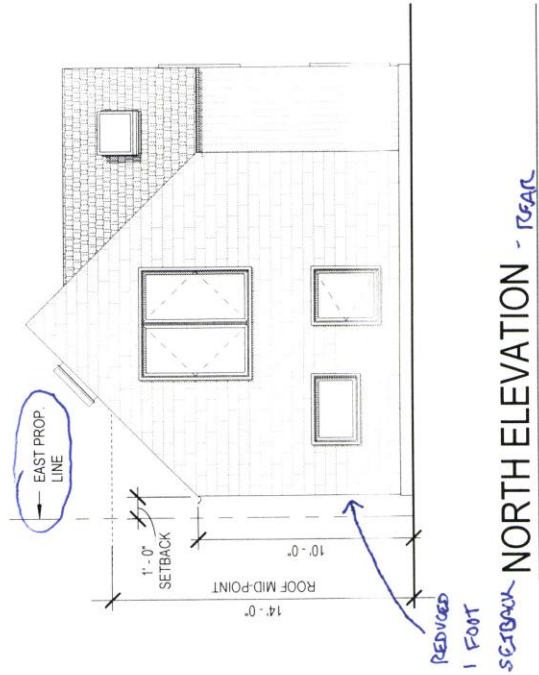 EAST PROP.
LINE
1' - 0"
SETBACK
10' - 0"
14' - 0"
ROOF MID-POINT
REDUCED
1 FOOT
SETBACK
NORTH ELEVATION - REAR